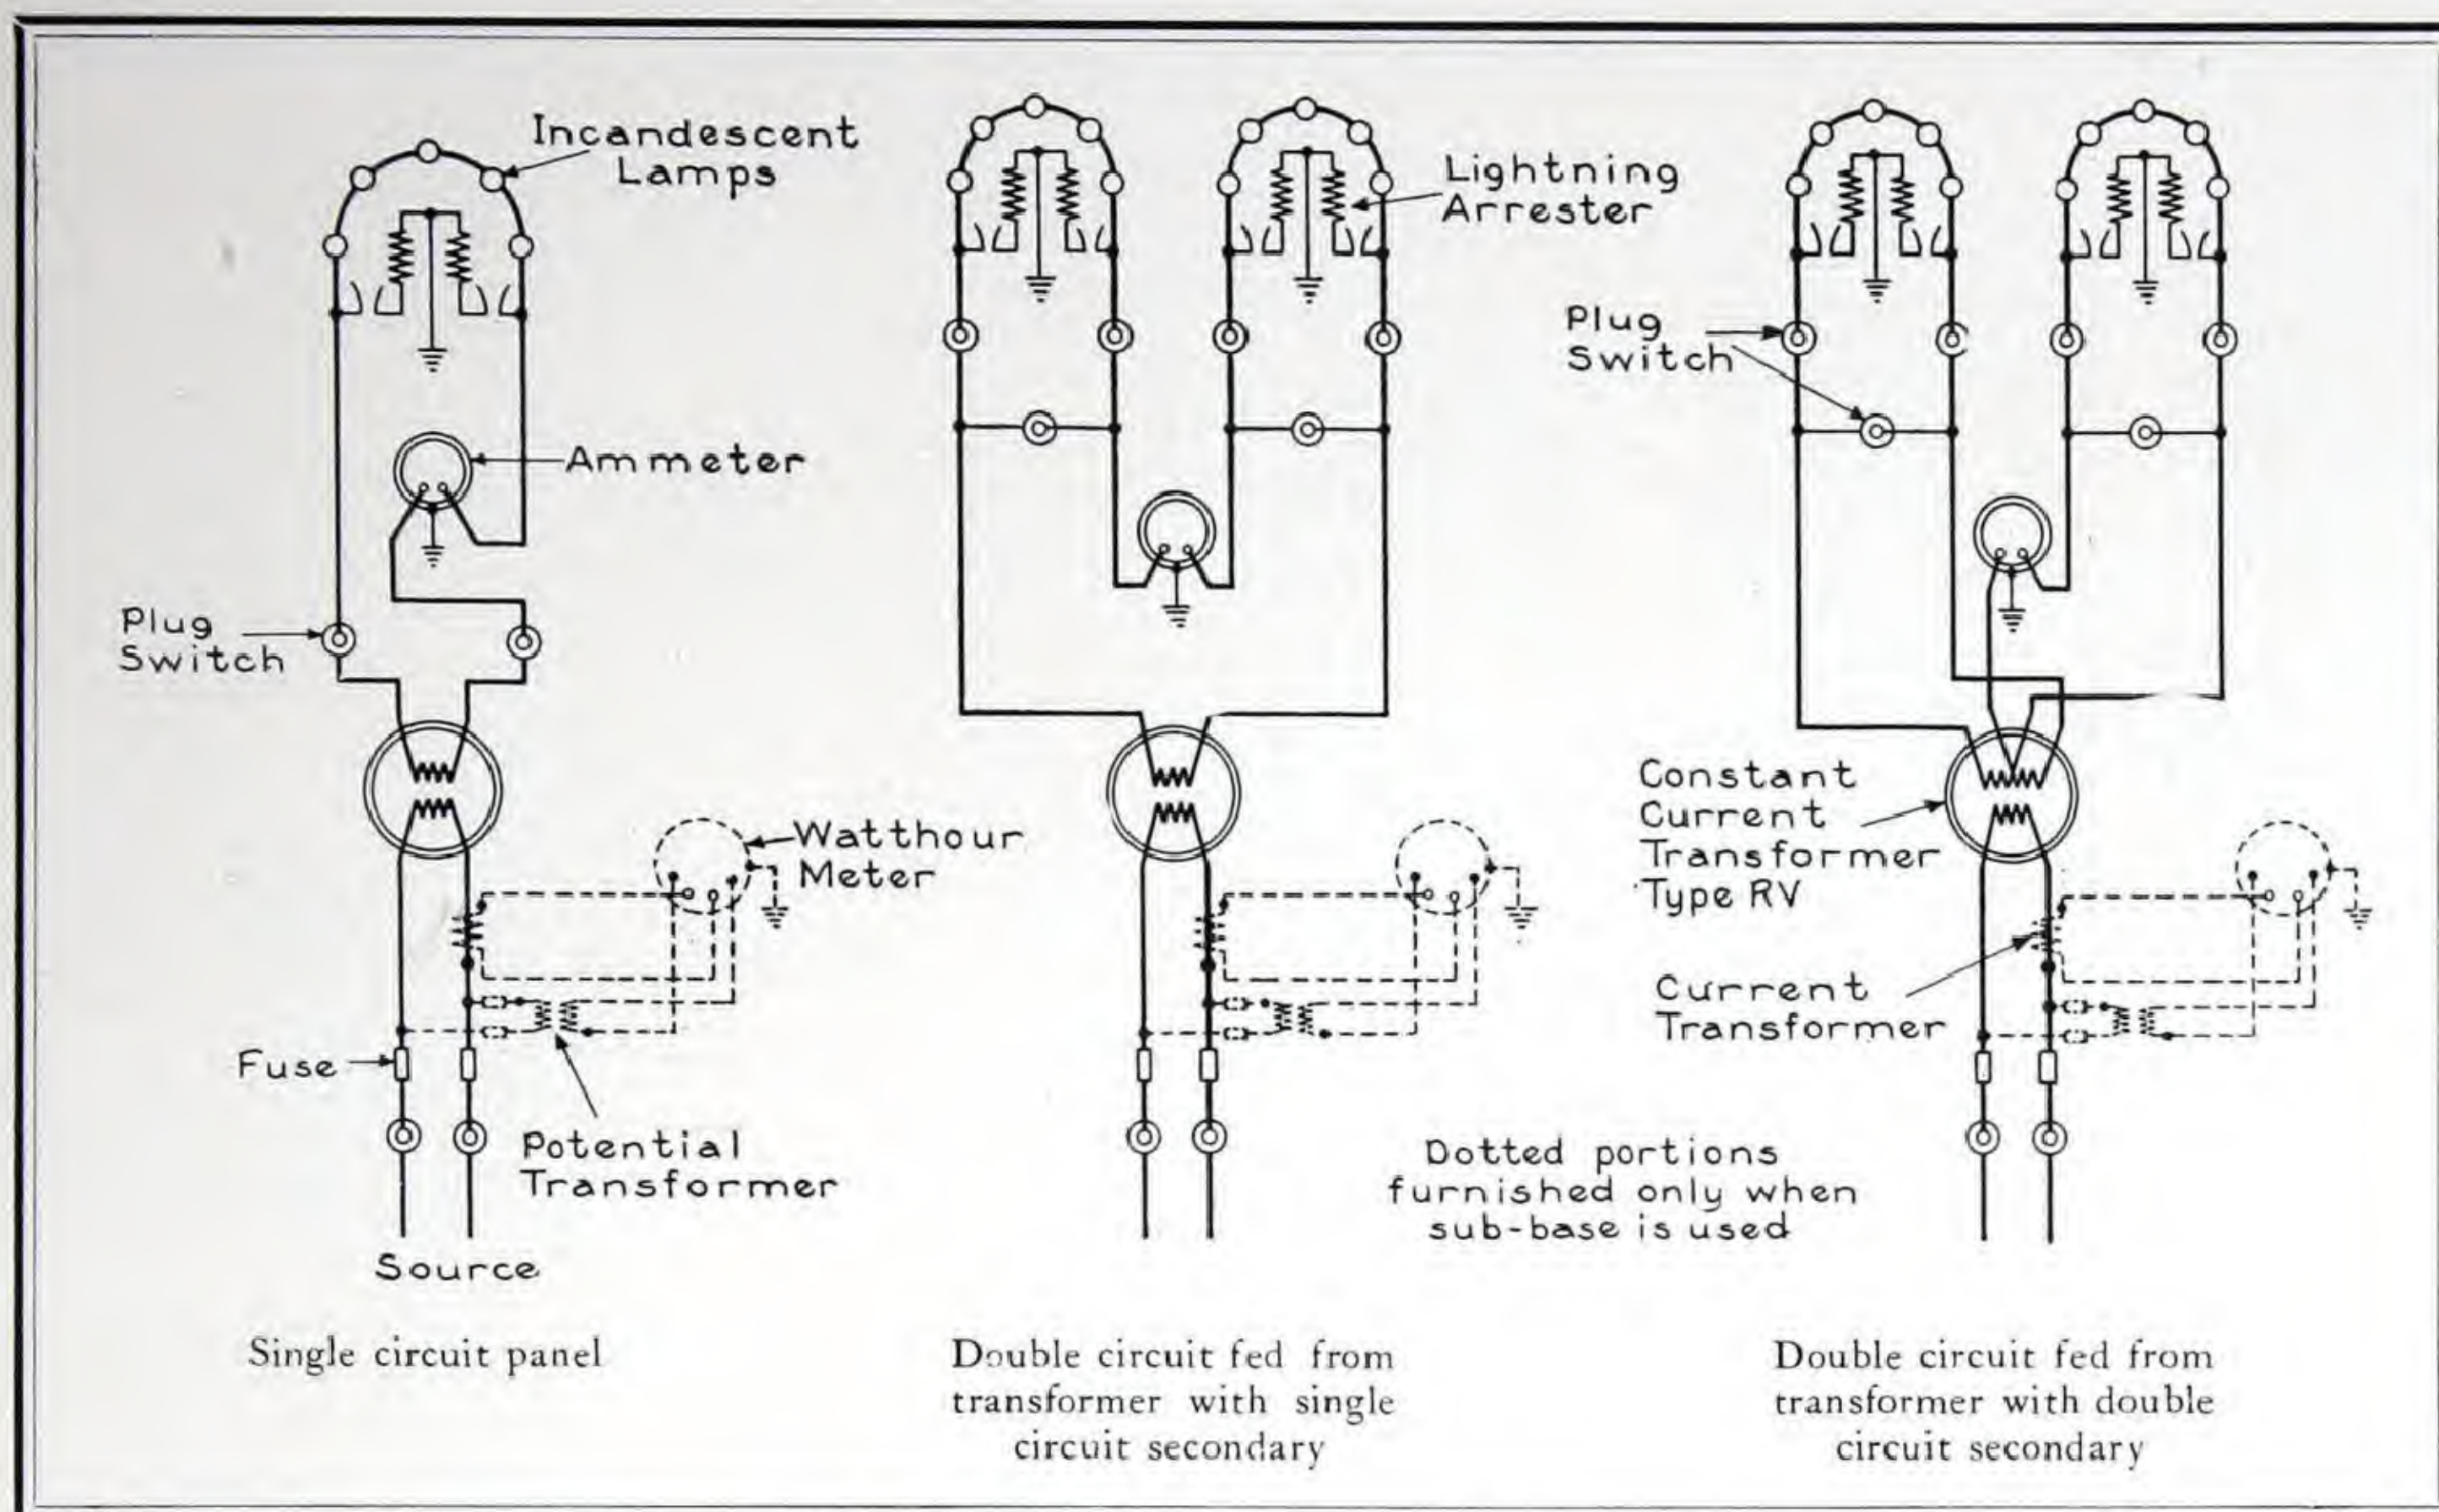 Incandescent
Lamps
Lightning
Arrester
Plug
Switch
Ammeter
Plug
Switch
Constant
Current
Transformer
Type RV
Watthour
Meter
Current
Transformer
Fuse
Potential
Transformer
Dotted portions
furnished only when
sub-base is used
Source
Single circuit panel
Double circuit fed from
transformer with single
circuit secondary
Double circuit fed from
transformer with double
circuit secondary